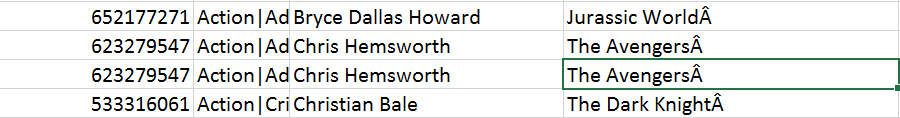 652177271 Action|Ad Bryce Dallas Howard Jurassic WorldÂ
623279547 Action|Ad Chris Hemsworth The AvengersÂ
623279547 Action|Ad Chris Hemsworth The AvengersÂ
533316061 Action|Cri Christian Bale The Dark KnightÂ